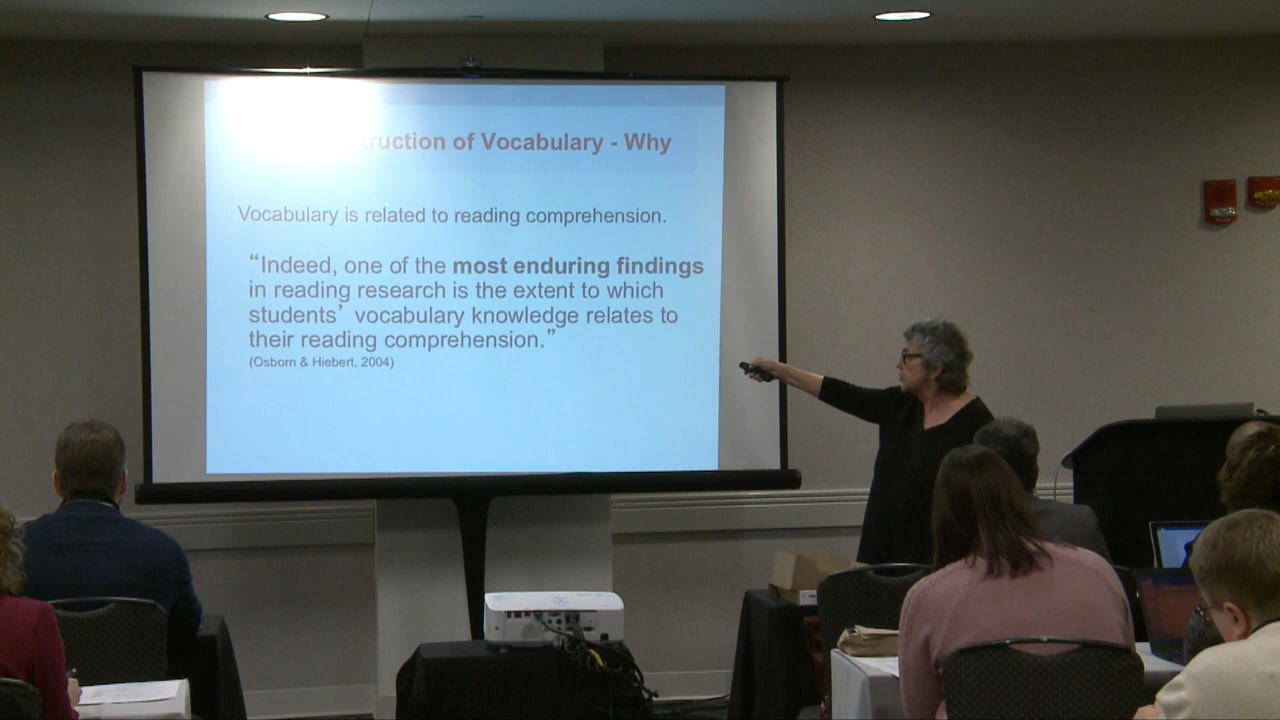 ruction of Vocabulary - Why
Vocabulary is related to reading comprehension.
“Indeed, one of the most enduring findings
in reading research is the extent to which
students’ vocabulary knowledge relates to
their reading comprehension.”
(Osborn & Hiebert, 2004)